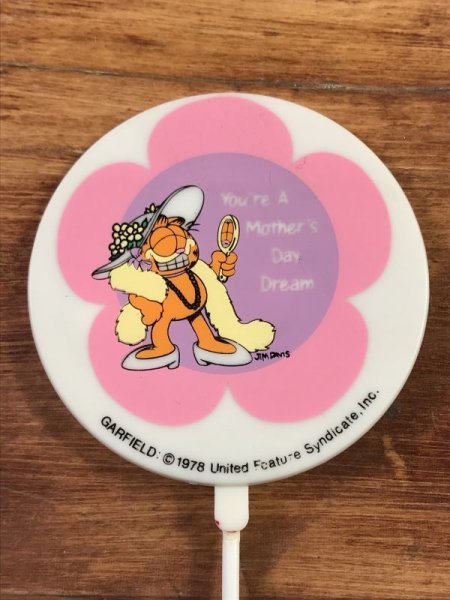 You're A
Mother's
Day
Dream
JIM DAVIS
GARFIELD: © 1978 United Feature Syndicate, Inc.